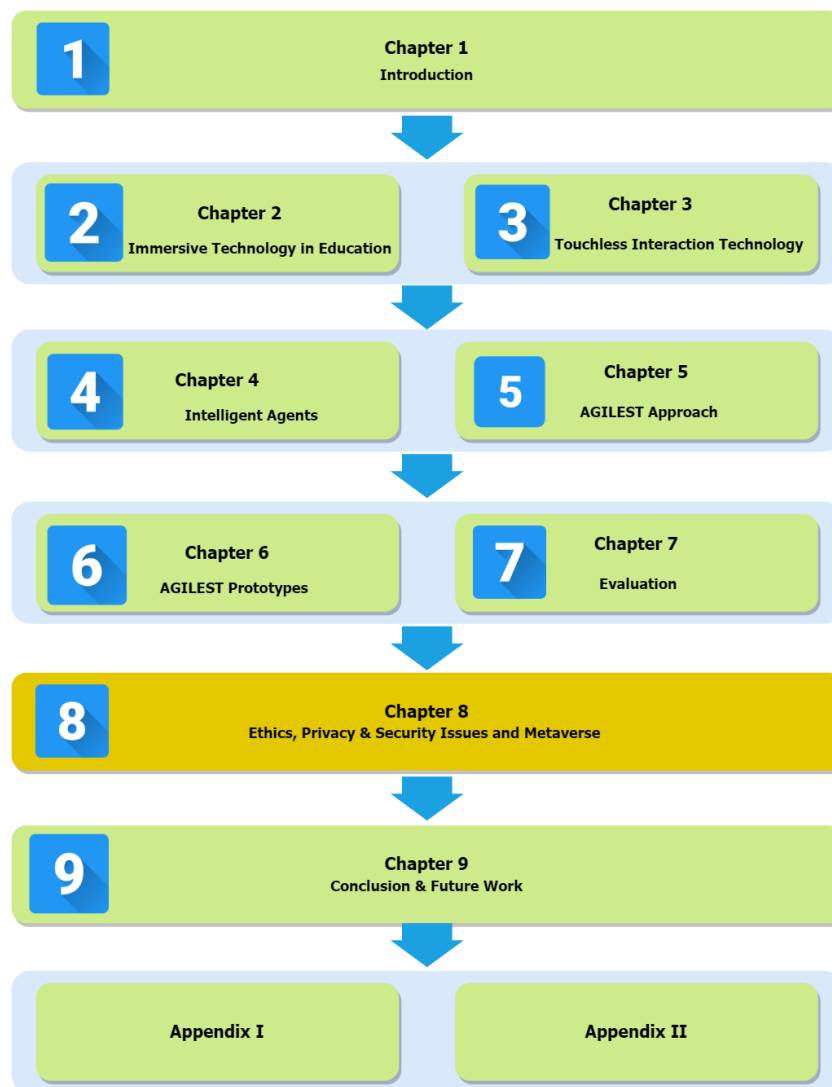 1
Chapter 1
Introduction
2
Chapter 2
Immersive Technology in Education
3
Chapter 3
Touchless Interaction Technology
4
Chapter 4
Intelligent Agents
5
Chapter 5
AGILEST Approach
6
Chapter 6
AGILEST Prototypes
7
Chapter 7
Evaluation
8
Chapter 8
Ethics, Privacy & Security Issues and Metaverse
9
Chapter 9
Conclusion & Future Work
Appendix I
Appendix II